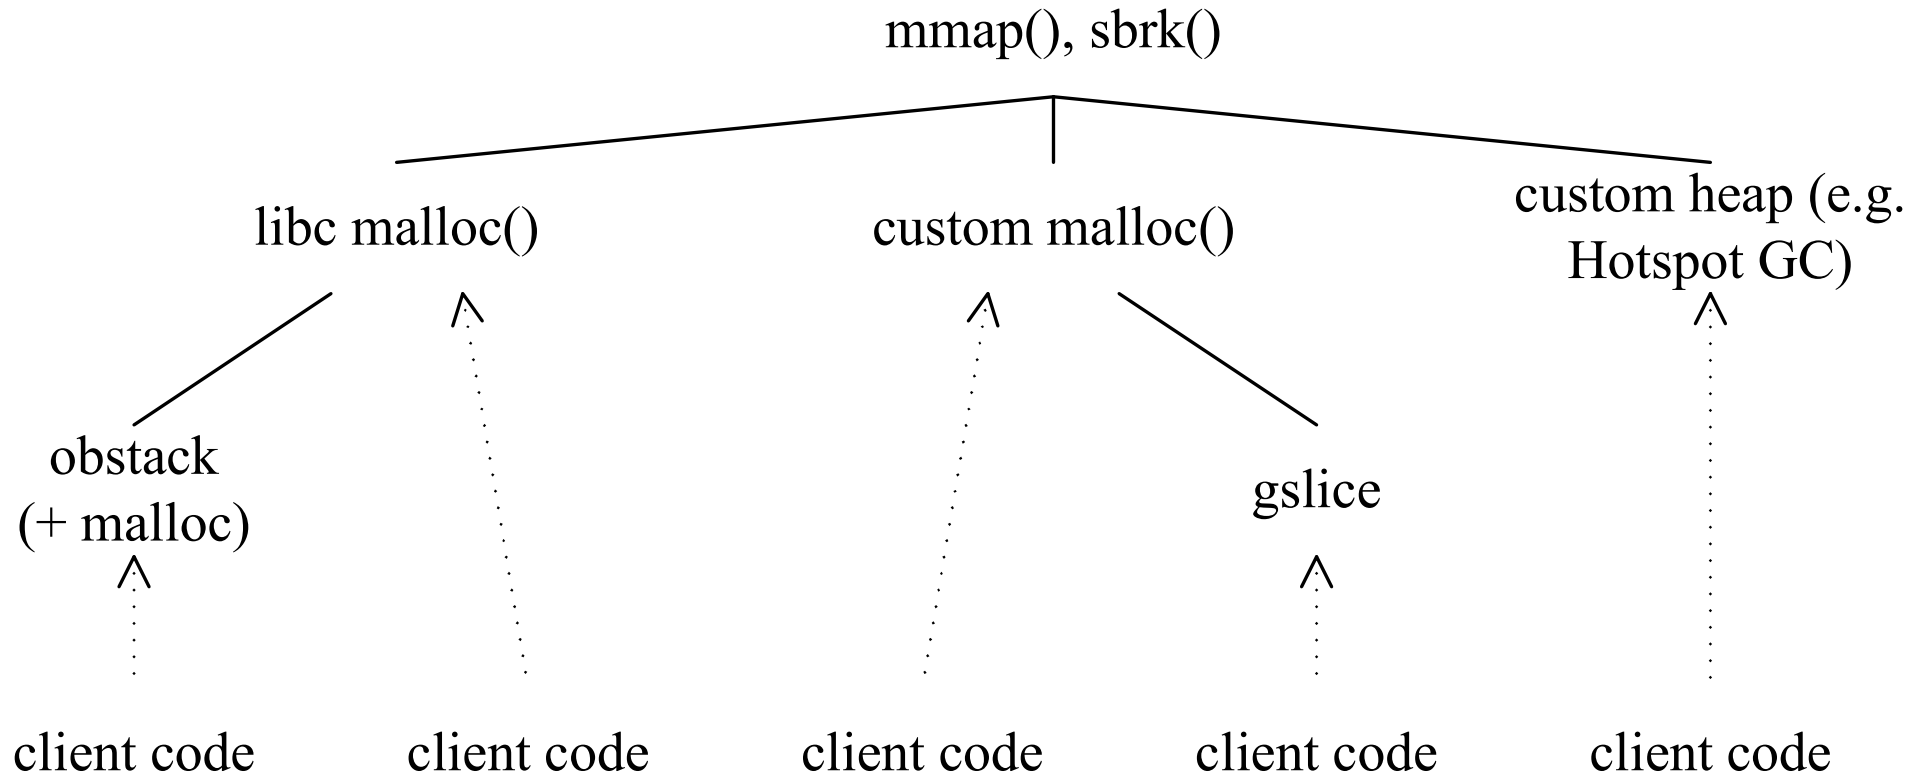 mmap(), sbrk()
libc malloc()
custom malloc()
custom heap (e.g.
Hotspot GC)
obstack
(+ malloc)
gslice
client code
client code
client code
client code
client code